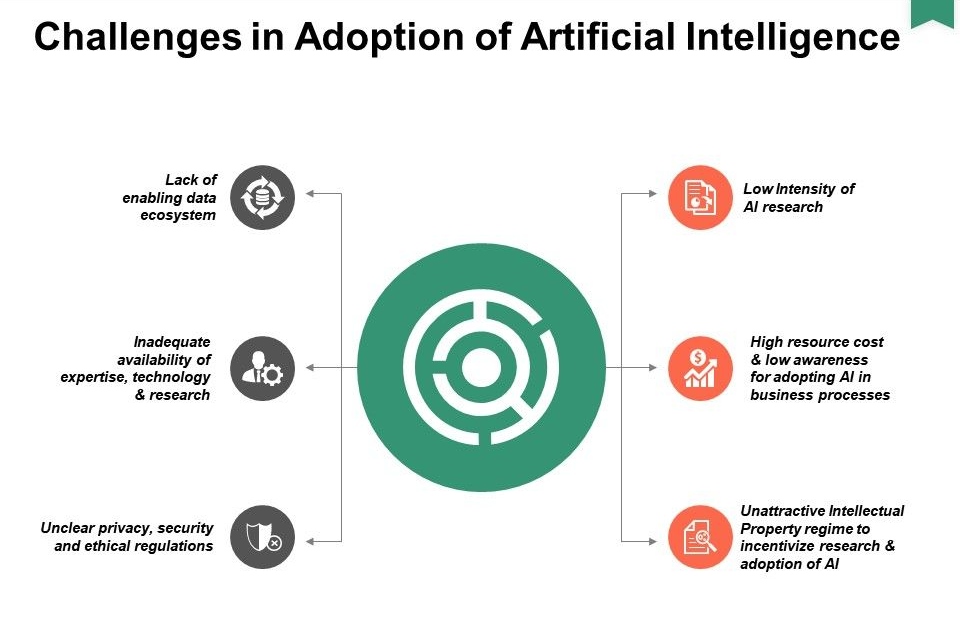 Challenges in Adoption of Artificial Intelligence
Lack of
enabling data
ecosystem
Inadequate
availability of
expertise, technology
& research
Unclear privacy, security
and ethical regulations
Low Intensity of
AI research
High resource cost
& low awareness
for adopting AI in
business processes
Unattractive Intellectual
Property regime to
incentivize research &
adoption of AI